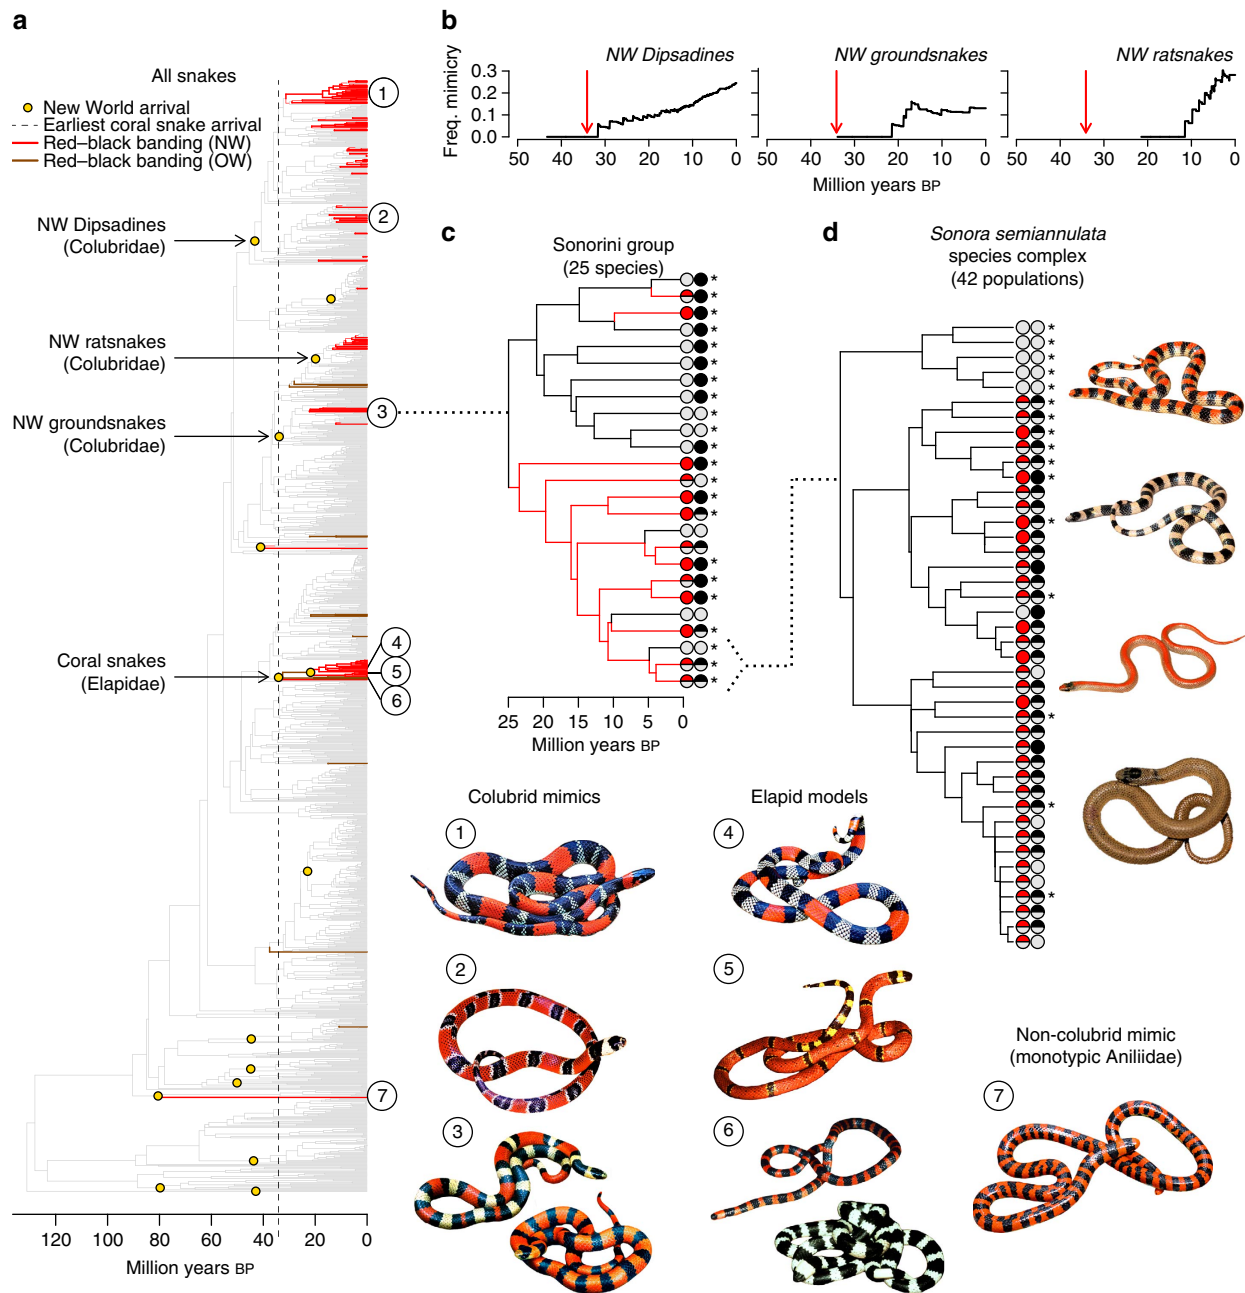 a
All snakes
New World arrival
Earliest coral snake arrival
Red–black banding (NW)
Red–black banding (OW)
NW Dipsadines
(Colubridae)
NW ratsnakes
(Colubridae)
NW groundsnakes
(Colubridae)
Coral snakes
(Elapidae)
1
2
3
4
5
6
7
120 100 80 60 40 20 0
Million years BP
b
NW Dipsadines NW groundsnakes NW ratsnakes
Freq. mimicry
0.3
0.2
0.1
0.0
50 40 30 20 10 0 50 40 30 20 10 0 50 40 30 20 10 0
Million years BP
c
Sonorini group
(25 species)
* * * * * * * * * * * * * * * * *
25 20 15 10 5 0
Million years BP
d
Sonora semiannulata
species complex
(42 populations)
* * * * * * * * * * * * * * *
Colubrid mimics
1
2
3
Elapid models
4
5
6
Non-colubrid mimic
(monotypic Aniliidae)
7